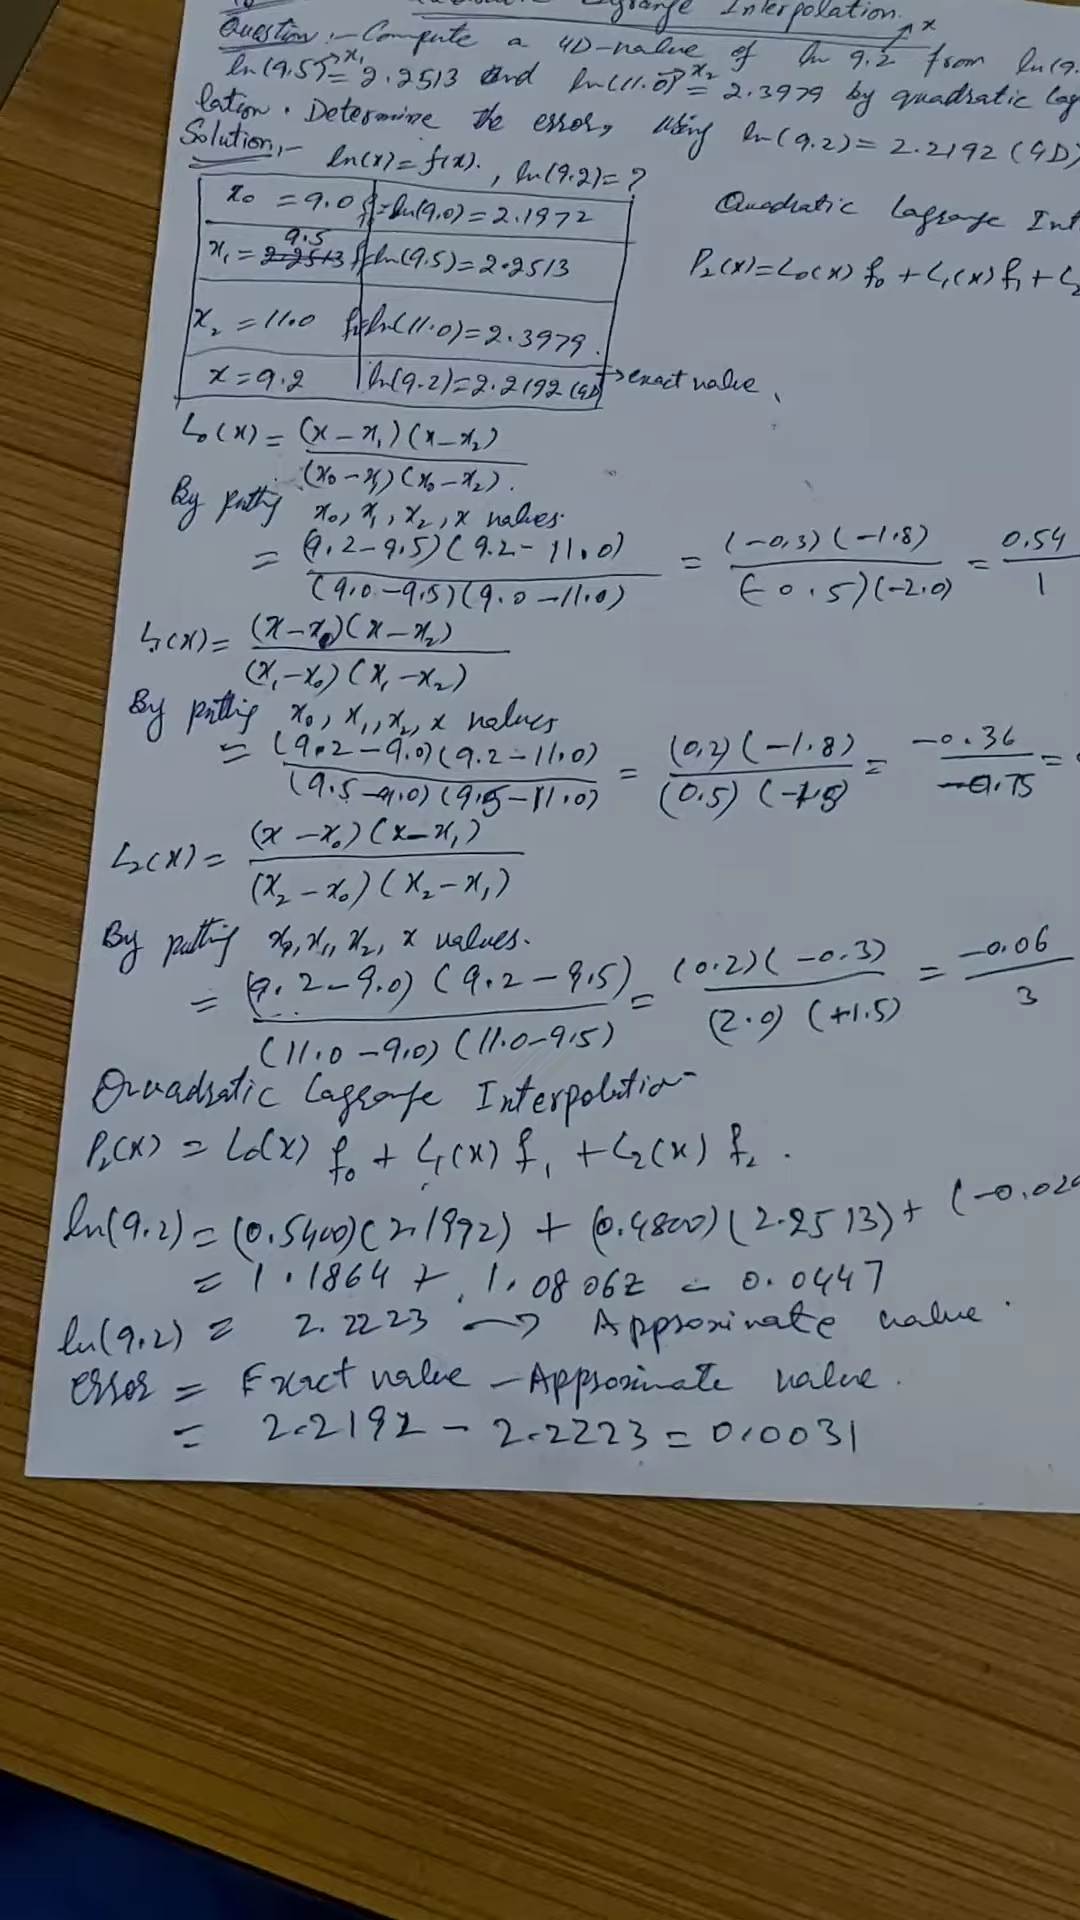 Lagrange Interpolation.
Question:- Compute a 4D-value of ln 9.2 → x from ln(9.
ln(9.5)→x₁ = 2.2513 and ln(11.0)→x₂ = 2.3979 by quadratic Lag
lation. Determine the error, using ln(9.2) = 2.2192 (4D)
Solution:- ln(x) = f(x). , ln(9.2) = ?
x₀ = 9.0 f₀=ln(9.0) = 2.1972
Quadratic Lagrange Int
x₁ = 2.2513 9.5 f₁=ln(9.5) = 2.2513
P₂(x) = L₀(x) f₀ + L₁(x) f₁ + L₂
x₂ = 11.0 f₂=ln(11.0) = 2.3979.
x = 9.2 ln(9.2) = 2.2192 (4D) → exact value.
L₀(x) = (x – x₁)(x – x₂)
(x₀ – x₁)(x₀ – x₂).
By putting x₀, x₁, x₂, x values.
= (9.2 – 9.5)(9.2 – 11.0) = (–0.3)(–1.8) = 0.54
(9.0 – 9.5)(9.0 – 11.0) (–0.5)(–2.0) 1
L₁(x) = (x – x₀)(x – x₂)
(x₁ – x₀)(x₁ – x₂)
By putting x₀, x₁, x₂, x values
= (9.2 – 9.0)(9.2 – 11.0) = (0.2)(–1.8) = –0.36 =
(9.5 – 9.0)(9.5 – 11.0) (0.5)(–1.5) –0.75
L₂(x) = (x – x₀)(x – x₁)
(x₂ – x₀)(x₂ – x₁)
By putting x₀, x₁, x₂, x values.
= (9.2 – 9.0)(9.2 – 9.5) = (0.2)(–0.3) = –0.06
(11.0 – 9.0)(11.0 – 9.5) (2.0)(+1.5) 3
Quadratic Lagrange Interpolation
P₂(x) = L₀(x) f₀ + L₁(x) f₁ + L₂(x) f₂.
ln(9.2) = (0.5400)(2.1992) + (0.4800)(2.2513) + (–0.020
= 1.1864 + 1.08062 – 0.0447
ln(9.2) = 2.2223 → Approximate value.
error = Exact value – Approximate value.
= 2.2192 – 2.2223 = 0.0031